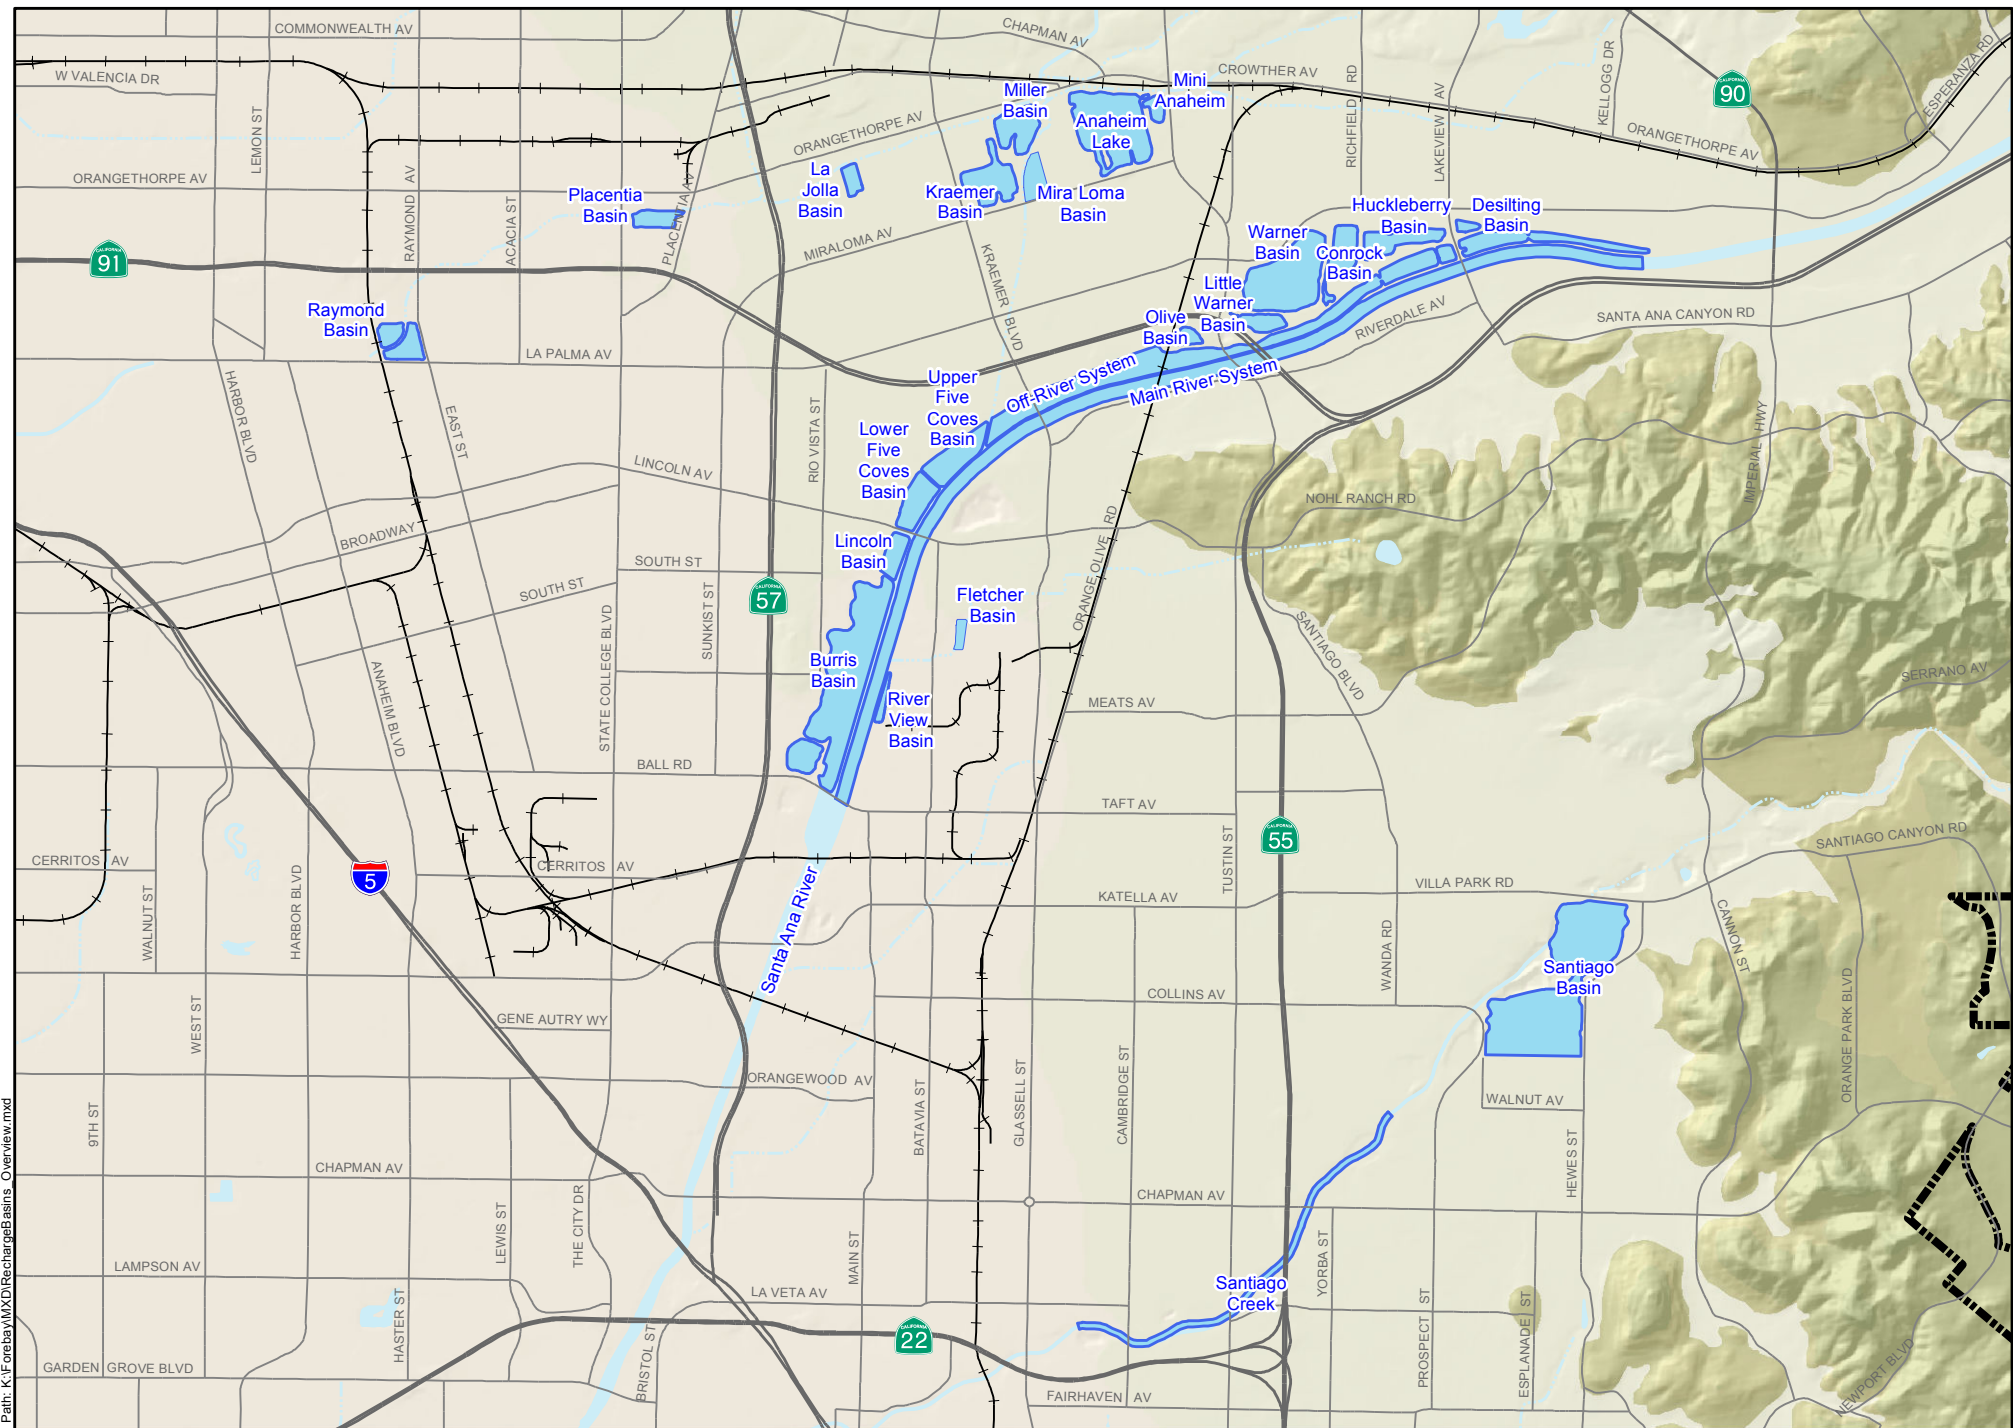 COMMONWEALTH AV
CHAPMAN AV
W VALENCIA DR
CROWTHER AV
RICHFIELD RD
LAKEVIEW AV
KELLOGG DR
ESPERANZA RD
CALIFORNIA
90
Mini
Anaheim
Miller
Basin
Anaheim
Lake
LEMON ST
ORANGETHORPE AV
ORANGETHORPE AV
ORANGETHORPE AV
RAYMOND AV
ACACIA ST
Placentia
Basin
PLACENTIA AV
La
Jolla
Basin
Kraemer
Basin
Mira Loma
Basin
Huckleberry
Basin
Desilting
Basin
Warner
Basin
Conrock
Basin
MIRALOMA AV
KRAEMER BLVD
CALIFORNIA
91
Little
Warner
Basin
Olive
Basin
RIVERDALE AV
SANTA ANA CANYON RD
Raymond
Basin
LA PALMA AV
HARBOR BLVD
EAST ST
Upper
Five
Coves
Basin
Off-River System
Main River System
RIO VISTA ST
Lower
Five
Coves
Basin
LINCOLN AV
IMPERIAL HWY
NOHL RANCH RD
BROADWAY
ORANGE OLIVE RD
Lincoln
Basin
SOUTH ST
SOUTH ST
CALIFORNIA
57
Fletcher
Basin
STATE COLLEGE BLVD
SUNKIST ST
SANTIAGO BLVD
Burris
Basin
SERRANO AV
ANAHEIM BLVD
River
View
Basin
MEATS AV
BALL RD
TAFT AV
CALIFORNIA
55
TUSTIN ST
SANTIAGO CANYON RD
CERRITOS AV
CERRITOS AV
5
VILLA PARK RD
KATELLA AV
WALNUT ST
HARBOR BLVD
Santa Ana River
WANDA RD
CANNON ST
Santiago
Basin
COLLINS AV
WEST ST
GENE AUTRY WY
ORANGE PARK BLVD
ORANGEWOOD AV
9TH ST
BATAVIA ST
GLASSELL ST
CAMBRIDGE ST
WALNUT AV
HEWES ST
CHAPMAN AV
CHAPMAN AV
THE CITY DR
LEWIS ST
MAIN ST
YORBA ST
LAMPSON AV
Santiago
Creek
LA VETA AV
HASTER ST
PROSPECT ST
ESPLANADE ST
CALIFORNIA
22
BRISTOL ST
GARDEN GROVE BLVD
FAIRHAVEN AV
NEWPORT BLVD
Path: K:\Forebay\MXD\RechargeBasins_Overview.mxd